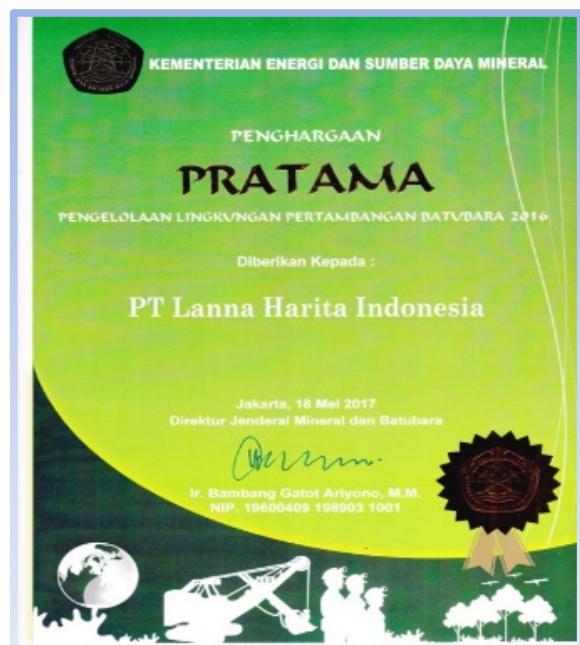 KEMENTERIAN ENERGI DAN SUMBER DAYA MINERAL
PENGHARGAAN
PRATAMA
PENGELOLAAN LINGKUNGAN PERTAMBANGAN BATUBARA 2016
Diberikan Kepada :
PT Lanna Harita Indonesia
Jakarta, 18 Mei 2017
Direktur Jenderal Mineral dan Batubara
Ir. Bambang Gatot Ariyono, M.M.
NIP. 19600409 198903 1001